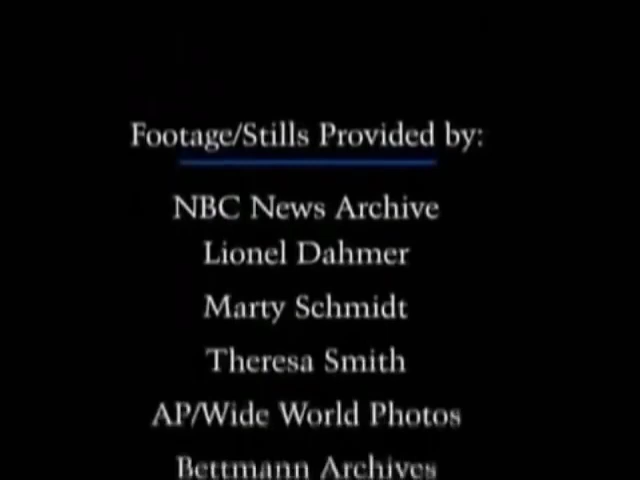 Footage/Stills Provided by:
NBC News Archive
Lionel Dahmer
Marty Schmidt
Theresa Smith
AP/Wide World Photos
Bettmann Archives